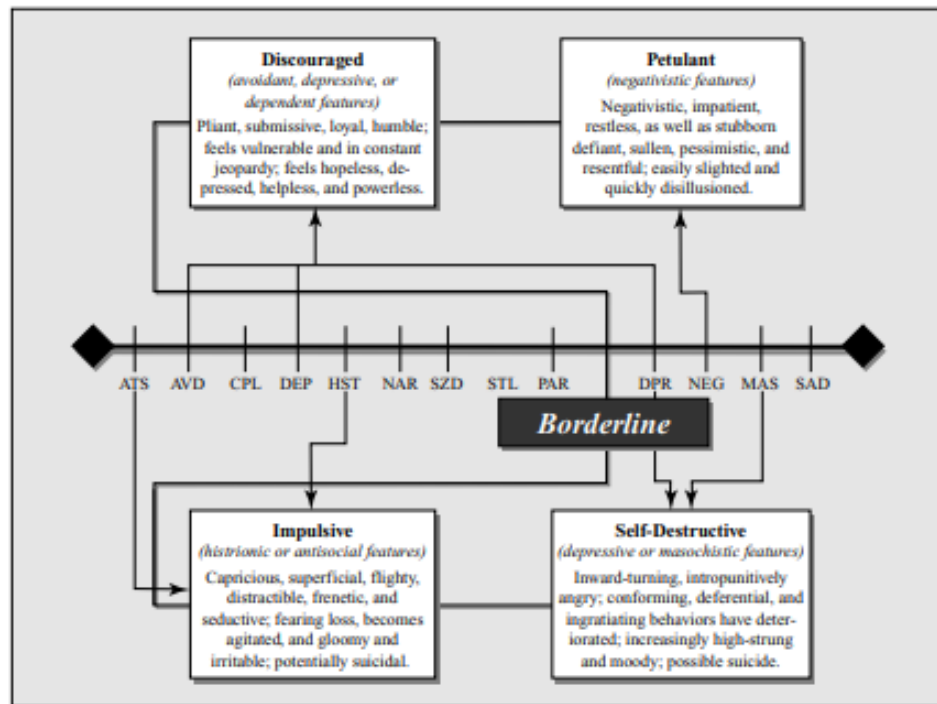 Discouraged
(avoidant, depressive, or
dependent features)
Pliant, submissive, loyal, humble;
feels vulnerable and in constant
jeopardy; feels hopeless, de-
pressed, helpless, and powerless.
Petulant
(negativistic features)
Negativistic, impatient,
restless, as well as stubborn
defiant, sullen, pessimistic, and
resentful; easily slighted and
quickly disillusioned.
ATS AVD CPL DEP HST NAR SZD STL PAR DPR NEG MAS SAD
Borderline
Impulsive
(histrionic or antisocial features)
Capricious, superficial, flighty,
distractible, frenetic, and
seductive; fearing loss, becomes
agitated, and gloomy and
irritable; potentially suicidal.
Self-Destructive
(depressive or masochistic features)
Inward-turning, intropunitively
angry; conforming, deferential, and
ingratiating behaviors have deter-
iorated; increasingly high-strung
and moody; possible suicide.